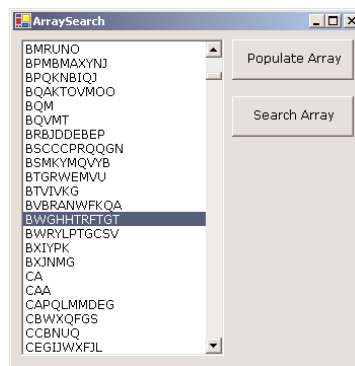 ArraySearch
BMRUNO
BPMBMAXYNJ
BPQKNBIQJ
BQAKTOVMOO
BQM
BQVMT
BRBJDDEBEP
BSCCCPRQQGN
BSMKYMQVYB
BTGRWEMVU
BTVIVKG
BVBRANWFKQA
BWGHHTRFTGT
BWRYLPTGCSV
BXIYPK
BXJNMG
CA
CAA
CAPQLMMDEG
CBWXQFGS
CCBNUQ
CEGIJWXFJL
Populate Array
Search Array